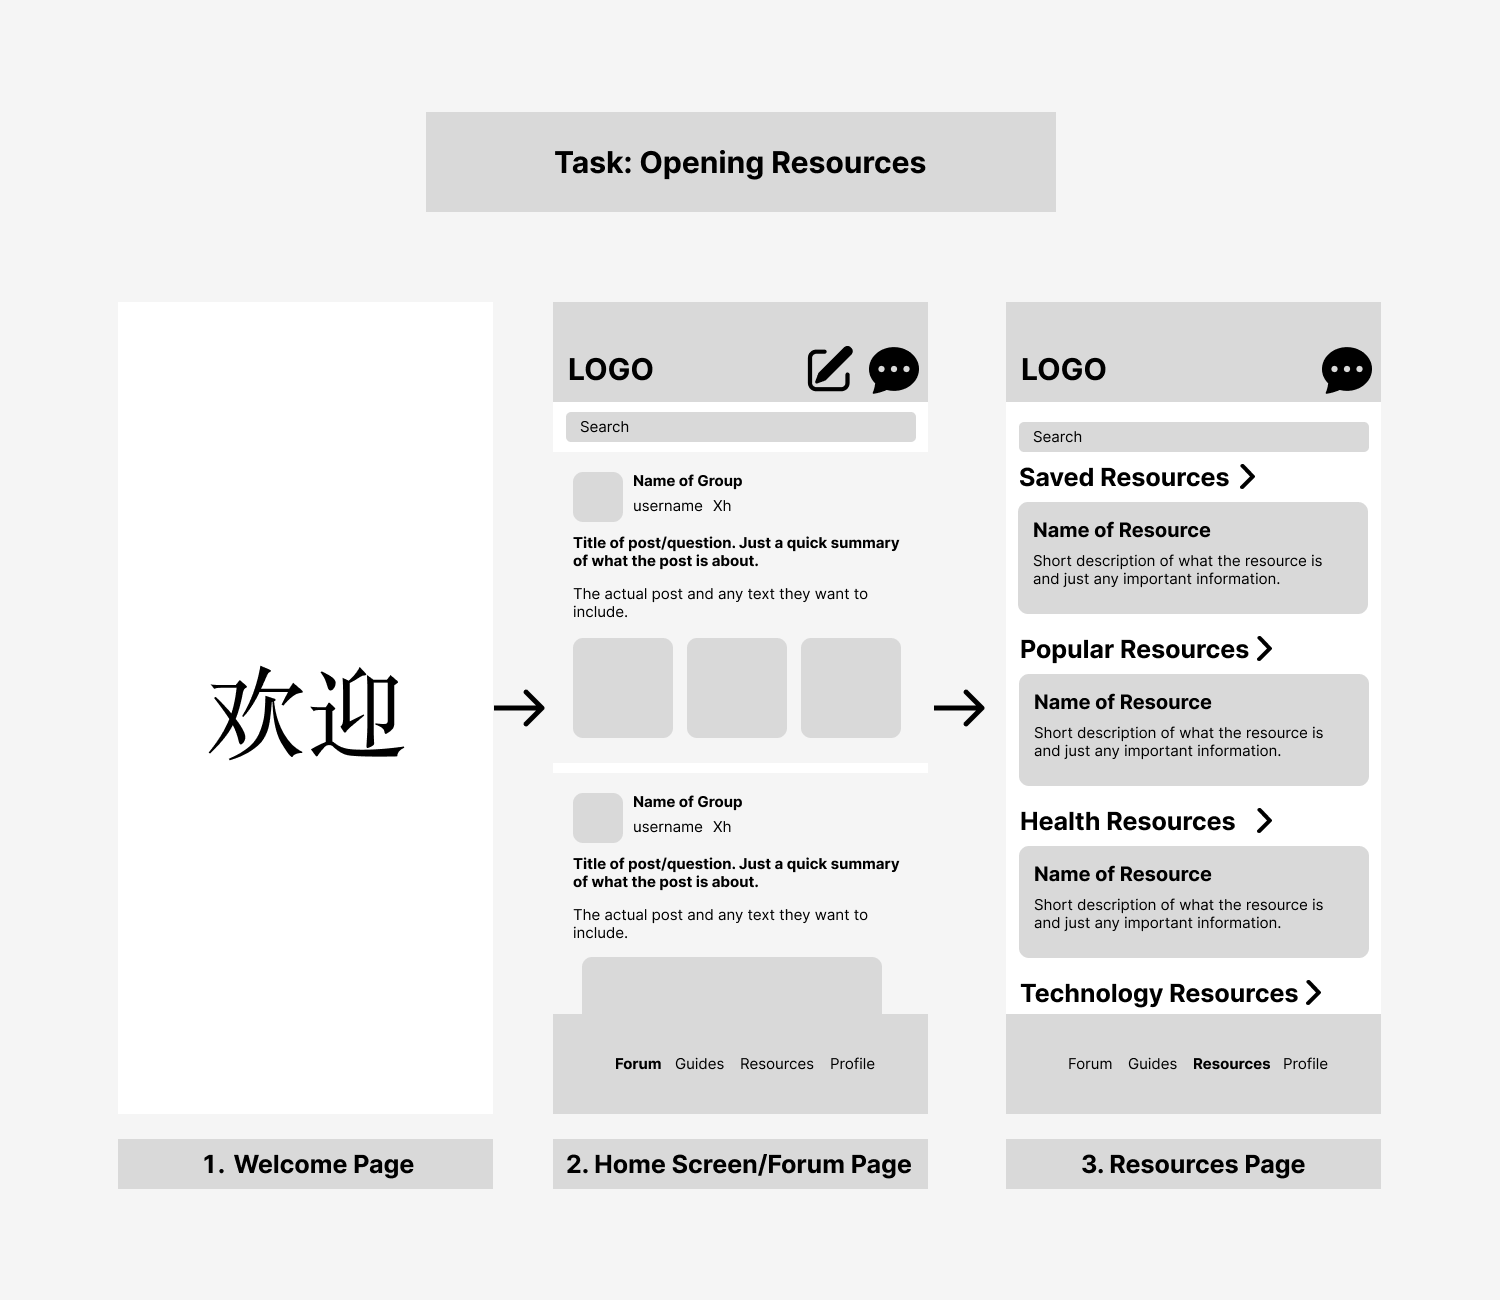 Task: Opening Resources
欢迎
1. Welcome Page
LOGO
Search
Name of Group
username Xh
Title of post/question. Just a quick summary
of what the post is about.
The actual post and any text they want to
include.
Name of Group
username Xh
Title of post/question. Just a quick summary
of what the post is about.
The actual post and any text they want to
include.
Forum Guides Resources Profile
2. Home Screen/Forum Page
LOGO
Search
Saved Resources
Name of Resource
Short description of what the resource is
and just any important information.
Popular Resources
Name of Resource
Short description of what the resource is
and just any important information.
Health Resources
Name of Resource
Short description of what the resource is
and just any important information.
Technology Resources
Forum Guides Resources Profile
3. Resources Page